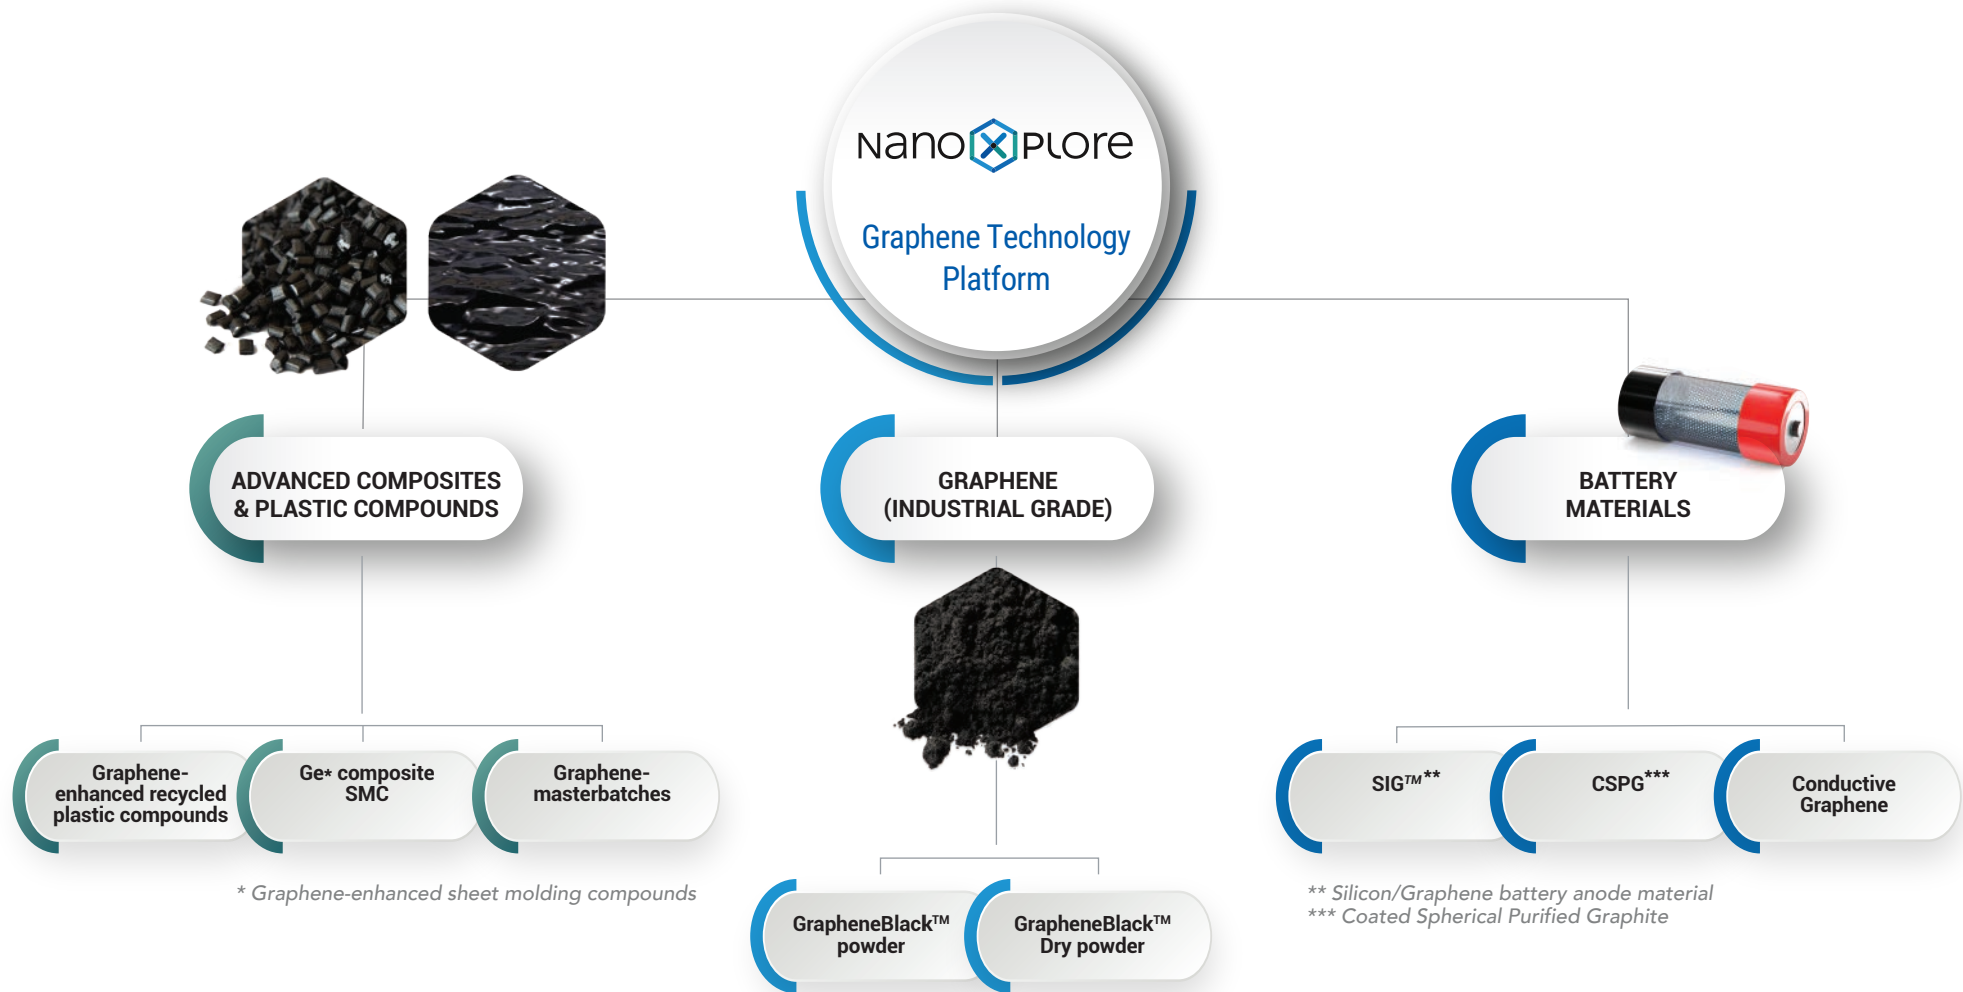 NanoXplore
Graphene Technology
Platform
ADVANCED COMPOSITES
& PLASTIC COMPOUNDS
GRAPHENE
(INDUSTRIAL GRADE)
BATTERY
MATERIALS
Graphene-
enhanced recycled
plastic compounds
Ge* composite
SMC
Graphene-
masterbatches
* Graphene-enhanced sheet molding compounds
GrapheneBlack™
powder
GrapheneBlack™
Dry powder
SIG™**
CSPG***
Conductive
Graphene
** Silicon/Graphene battery anode material
*** Coated Spherical Purified Graphite